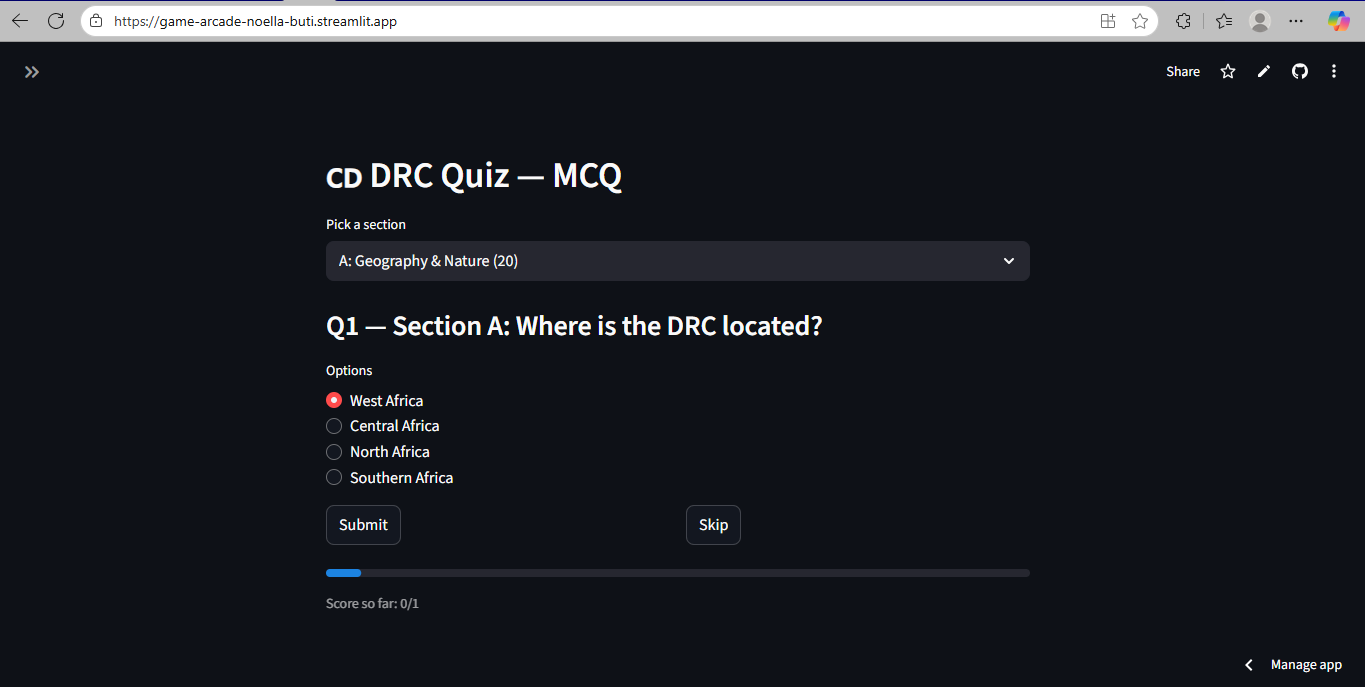 https://game-arcade-noella-buti.streamlit.app
Share
CD DRC Quiz — MCQ
Pick a section
A: Geography & Nature (20)
Q1 — Section A: Where is the DRC located?
Options
West Africa
Central Africa
North Africa
Southern Africa
Submit Skip
Score so far: 0/1
Manage app